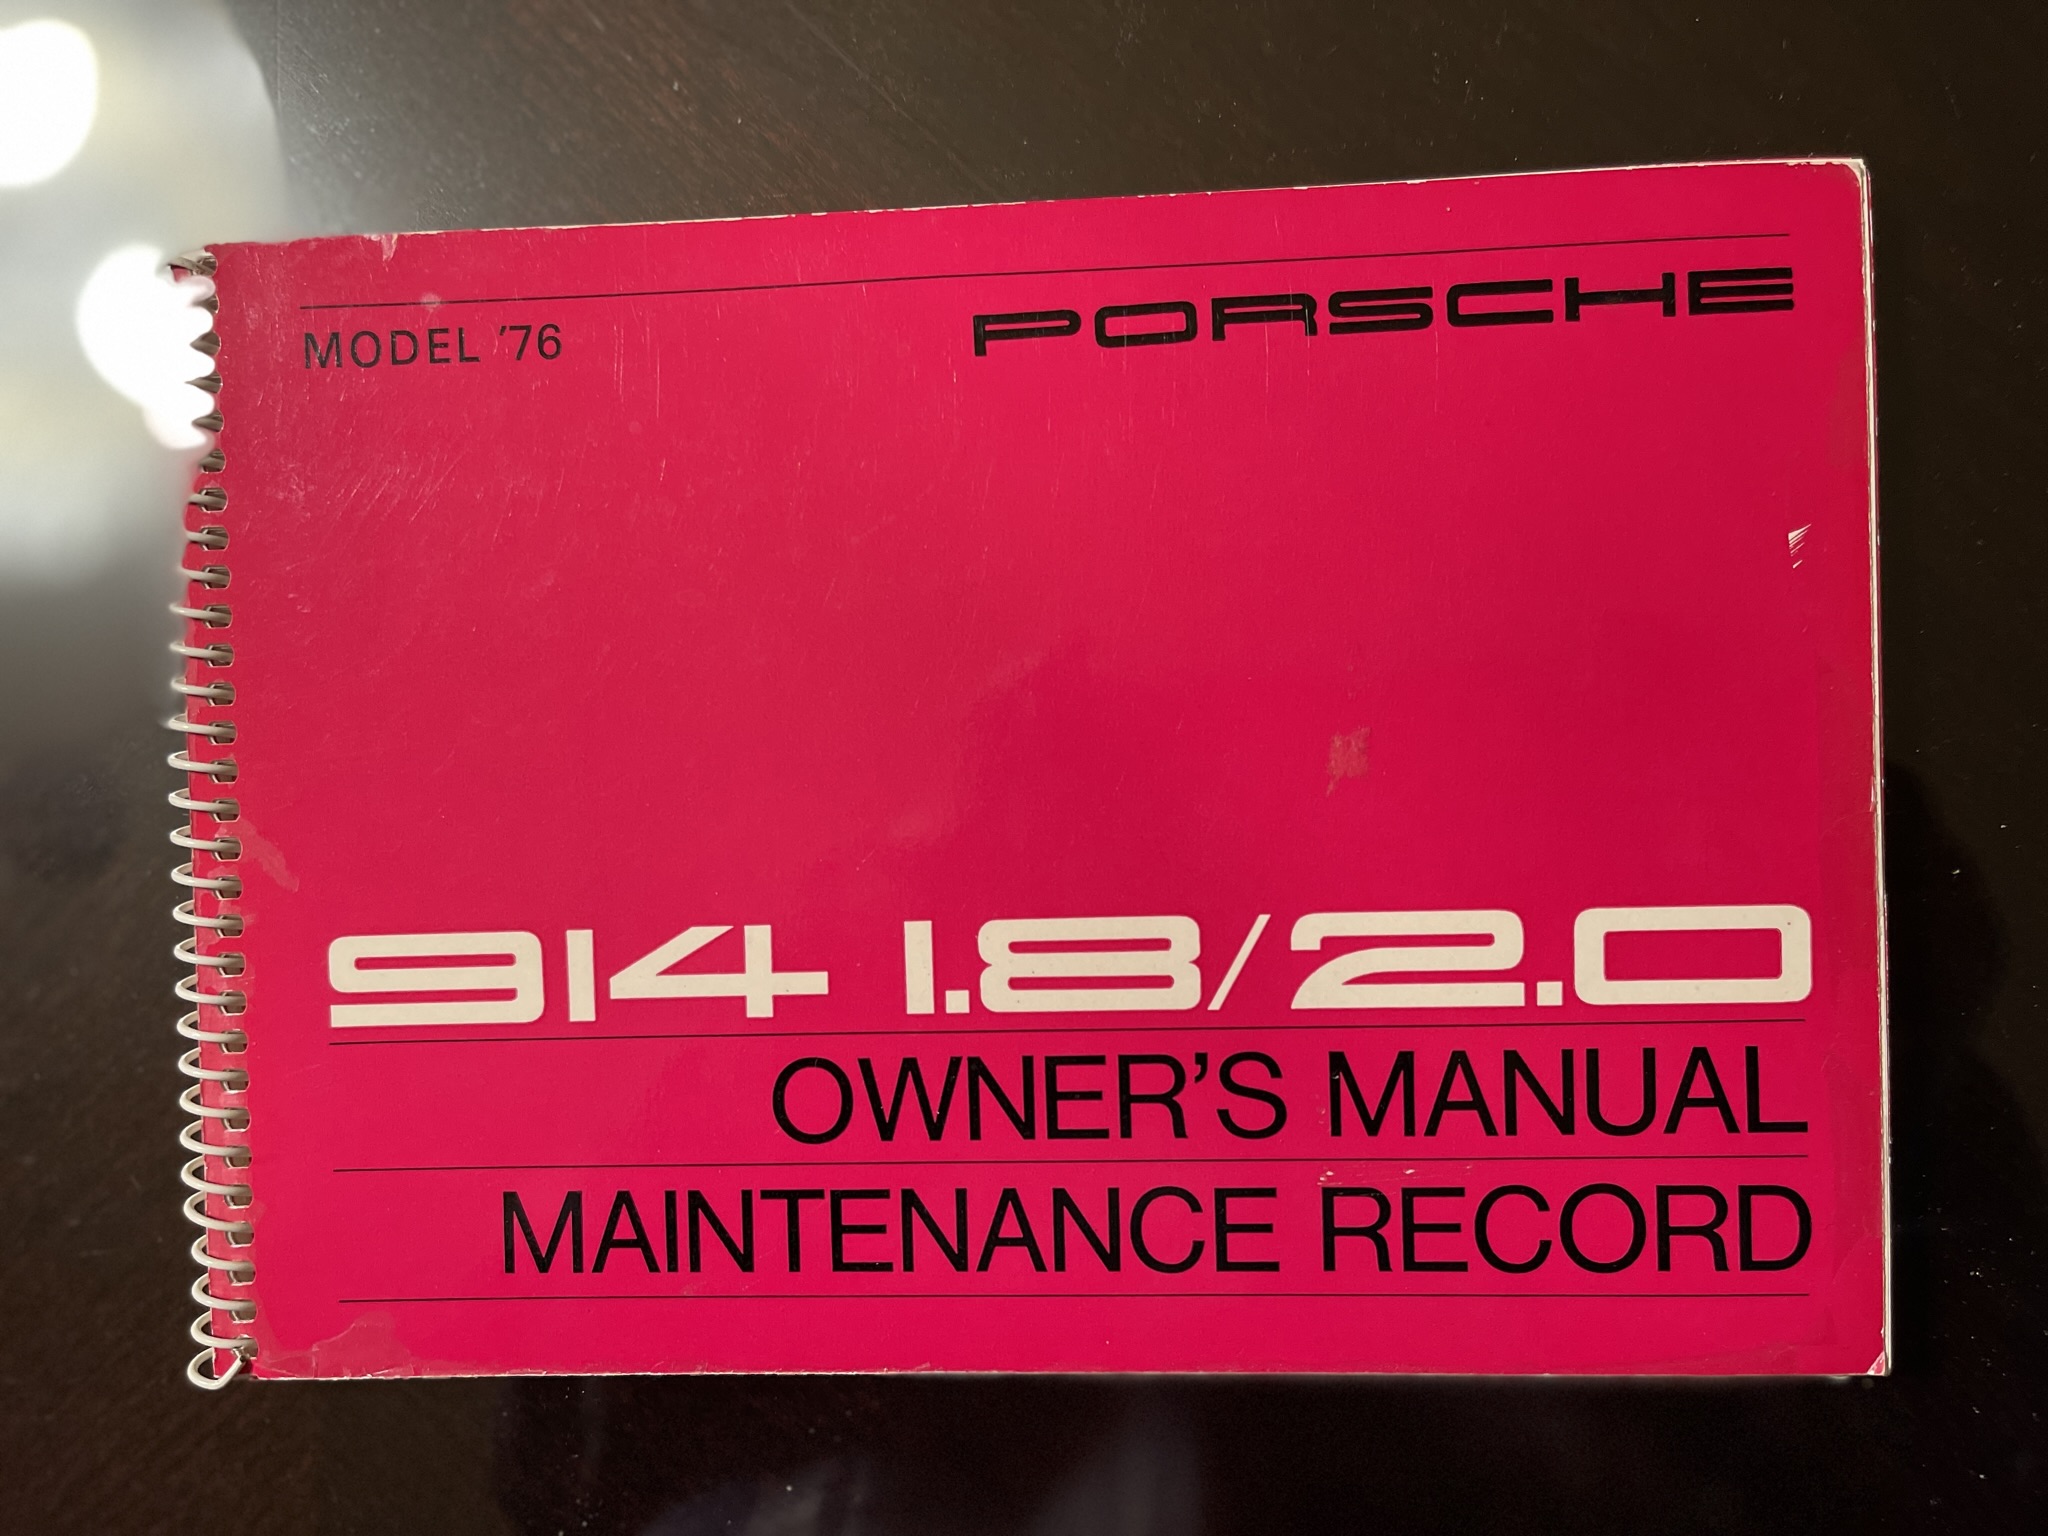 MODEL '76
PORSCHE
914 1.8/2.0
OWNER'S MANUAL
MAINTENANCE RECORD